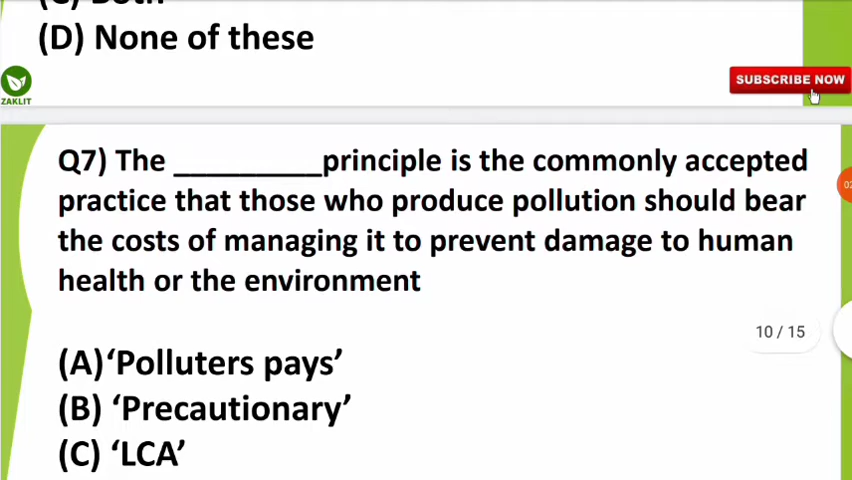 (D) None of these
SUBSCRIBE NOW
ZAKLIT
Q7) The _________principle is the commonly accepted
practice that those who produce pollution should bear
the costs of managing it to prevent damage to human
health or the environment
10 / 15
(A)‘Polluters pays’
(B) ‘Precautionary’
(C) ‘LCA’